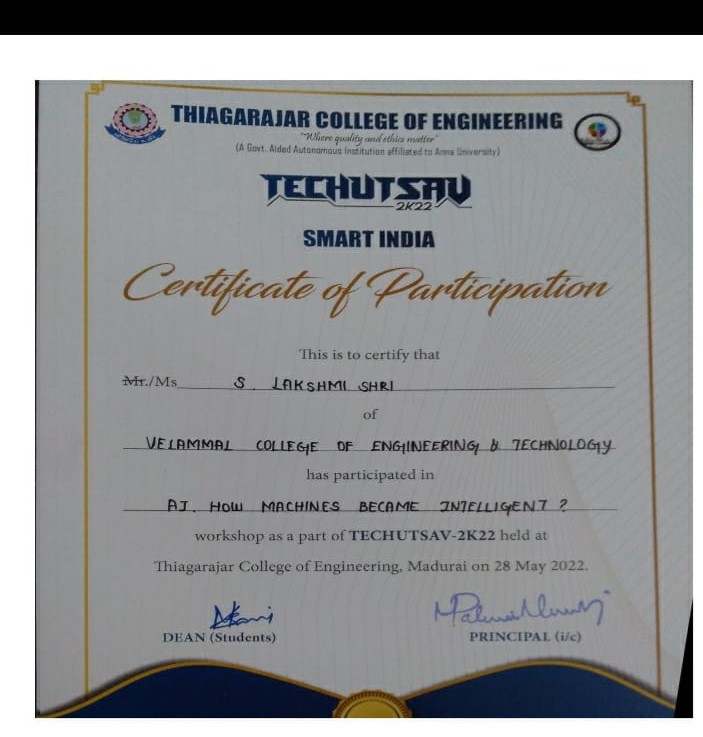 THIAGARAJAR COLLEGE OF ENGINEERING
"Where quality and ethics matter"
(A Govt. Aided Autonomous Institution affiliated to Anna University)
TECHUTSAV
2K22
SMART INDIA
Certificate of Participation
This is to certify that
Mr./Ms. S. LAKSHMI SHRI
of
VELAMMAL COLLEGE OF ENGINEERING & TECHNOLOGY
has participated in
AI. HOW MACHINES BECAME INTELLIGENT ?
workshop as a part of TECHUTSAV-2K22 held at
Thiagarajar College of Engineering, Madurai on 28 May 2022.
DEAN (Students) PRINCIPAL (i/c)